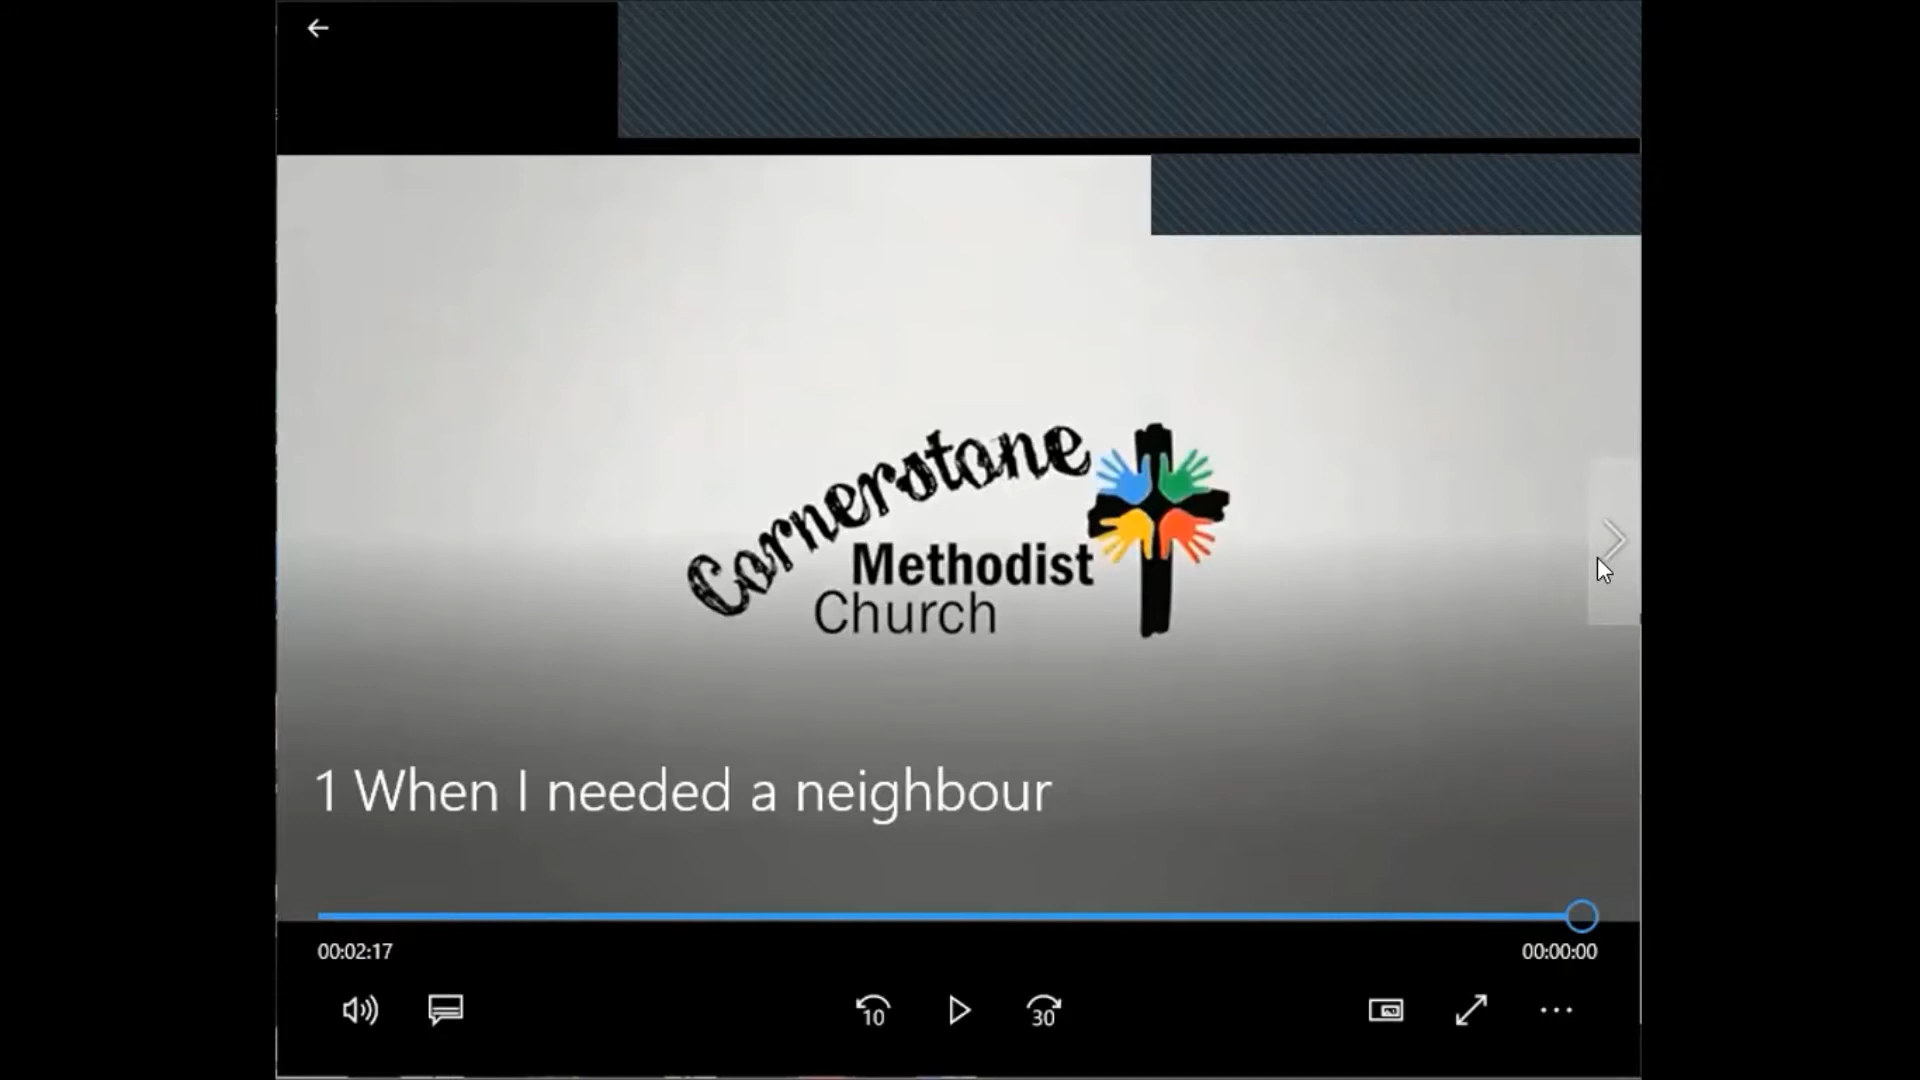 Cornerstone
Methodist
Church
1 When I needed a neighbour
00:02:17
00:00:00
10
30